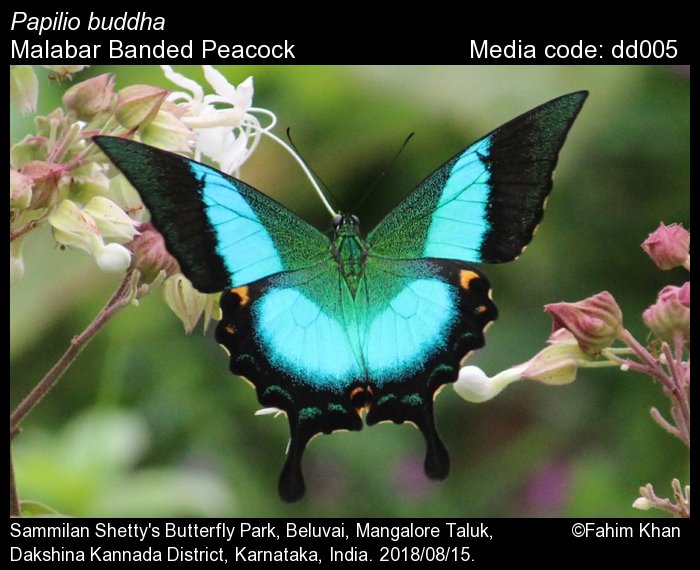 Papilio buddha
Malabar Banded Peacock Media code: dd005
Sammilan Shetty's Butterfly Park, Beluvai, Mangalore Taluk, ©Fahim Khan
Dakshina Kannada District, Karnataka, India. 2018/08/15.